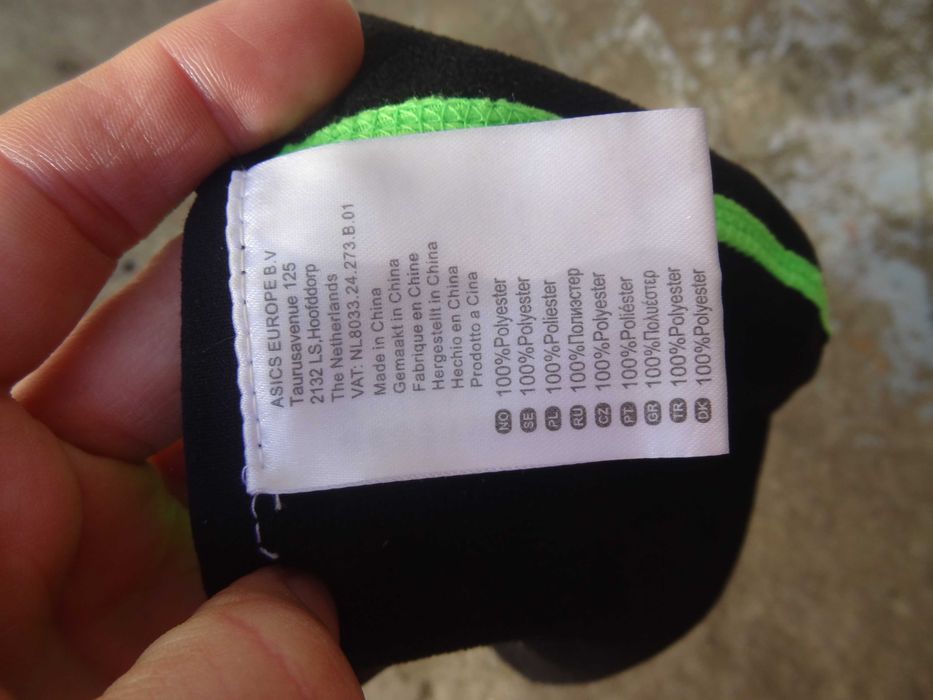 ASICS EUROPE B.V
Taurusavenue 125
2132 LS,Hoofddorp
The Netherlands
VAT: NL8033.24.273.B.01
Made in China
Gemaakt in China
Fabrique en Chine
Hergestellt in China
Hechio en China
Prodotto a Cina
NO 100%Polyester
SE 100%Polyester
PL 100%Poliester
RU 100%Полиэстер
CZ 100%Polyester
PT 100%Poliéster
GR 100%Πολυέστερ
TR 100%Polyester
DK 100%Polyester